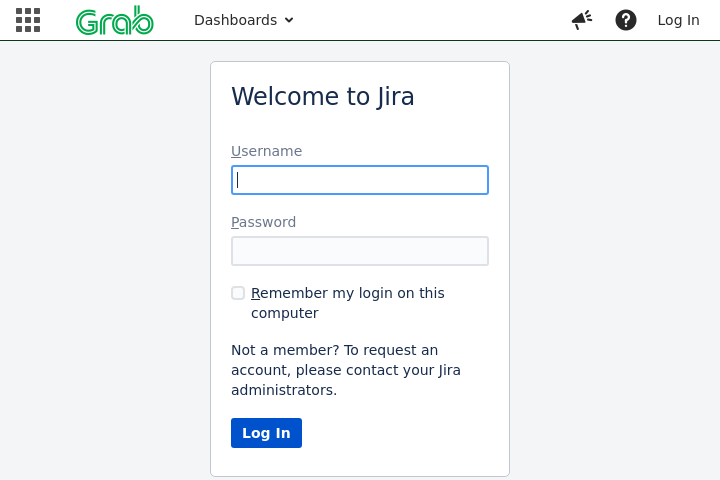 Grab
Dashboards
Log In
Welcome to Jira
Username
Password
Remember my login on this
computer
Not a member? To request an
account, please contact your Jira
administrators.
Log In